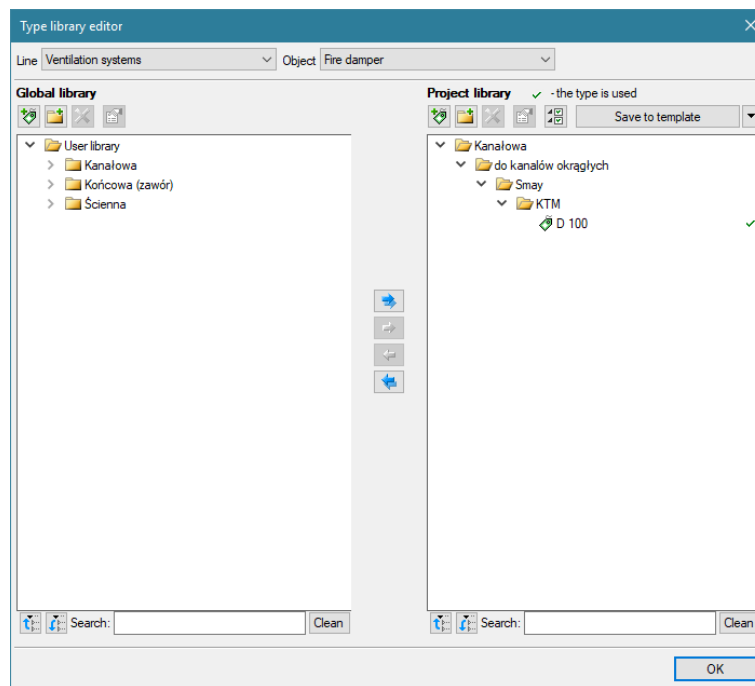 Type library editor
Line Ventilation systems Object Fire damper
Global library
Project library - the type is used
Save to template
User library
Kanałowa
Końcowa (zawór)
Ścienna
Kanałowa
do kanalów okrągłych
Smay
KTM
D 100
Search: Clean
Search: Clean
OK